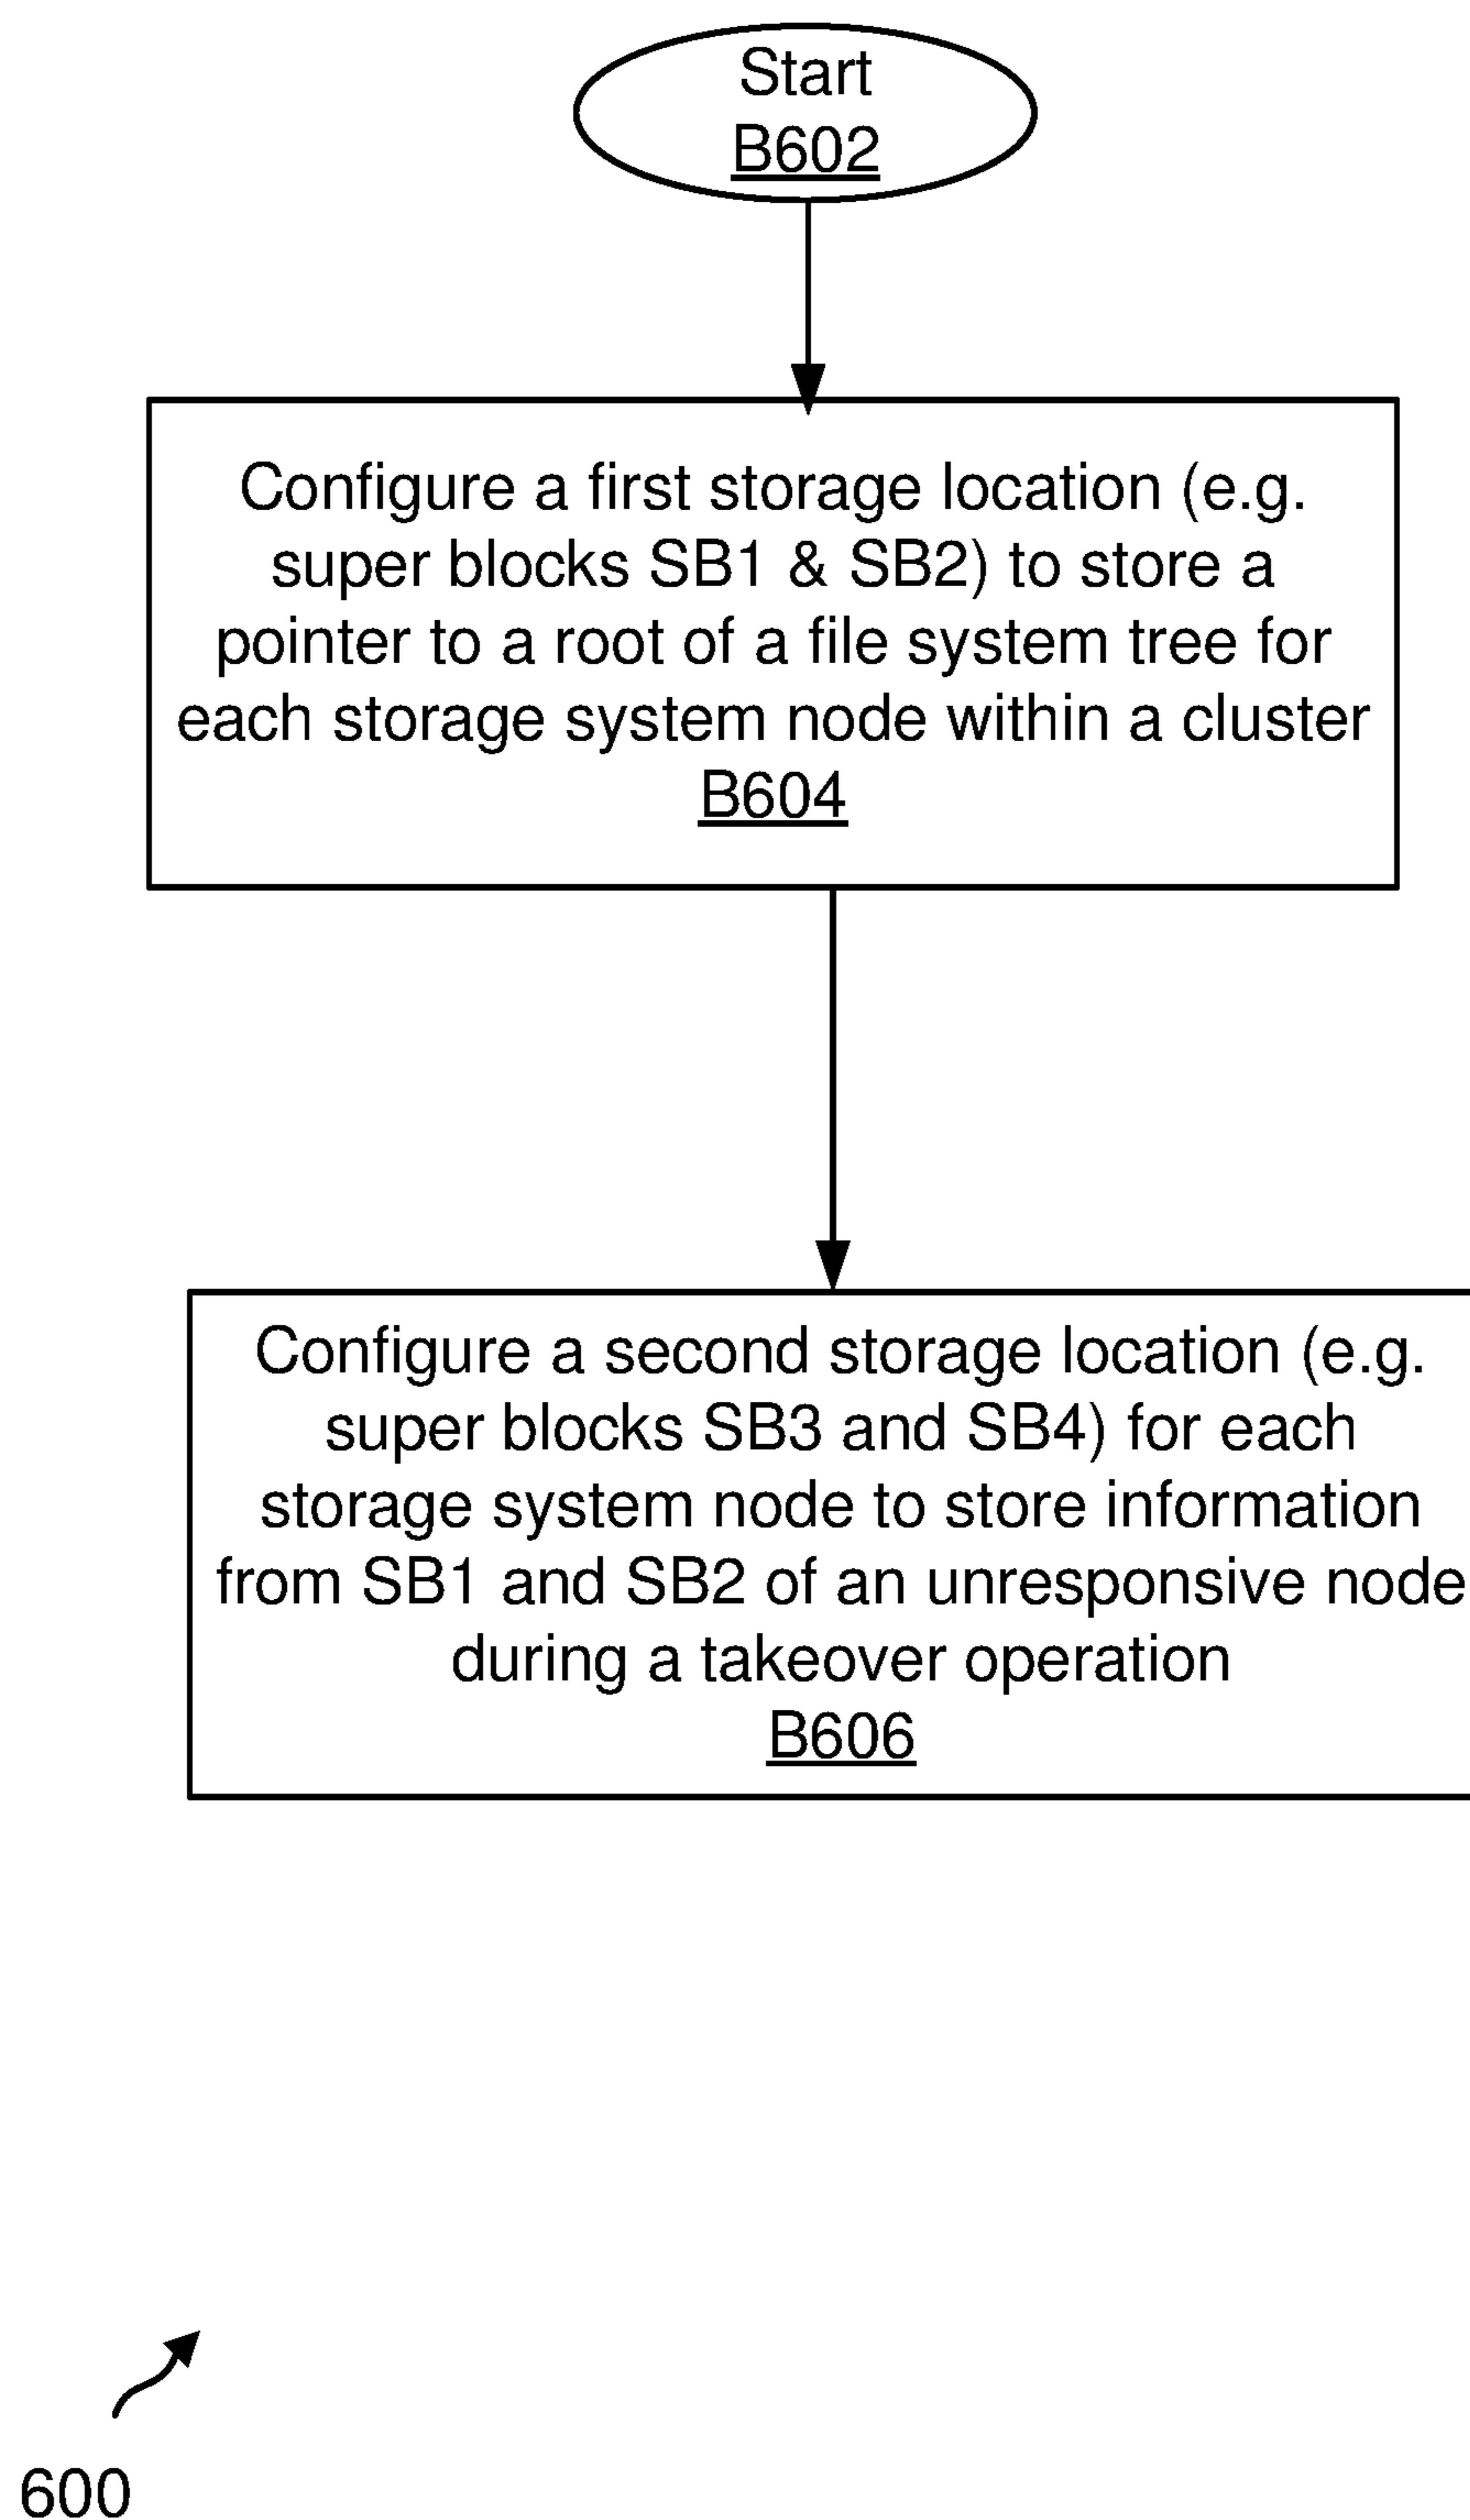 Start
B602
Configure a first storage location (e.g.
super blocks SB1 & SB2) to store a
pointer to a root of a file system tree for
each storage system node within a cluster
B604
Configure a second storage location (e.g.
super blocks SB3 and SB4) for each
storage system node to store information
from SB1 and SB2 of an unresponsive node
during a takeover operation
B606
600